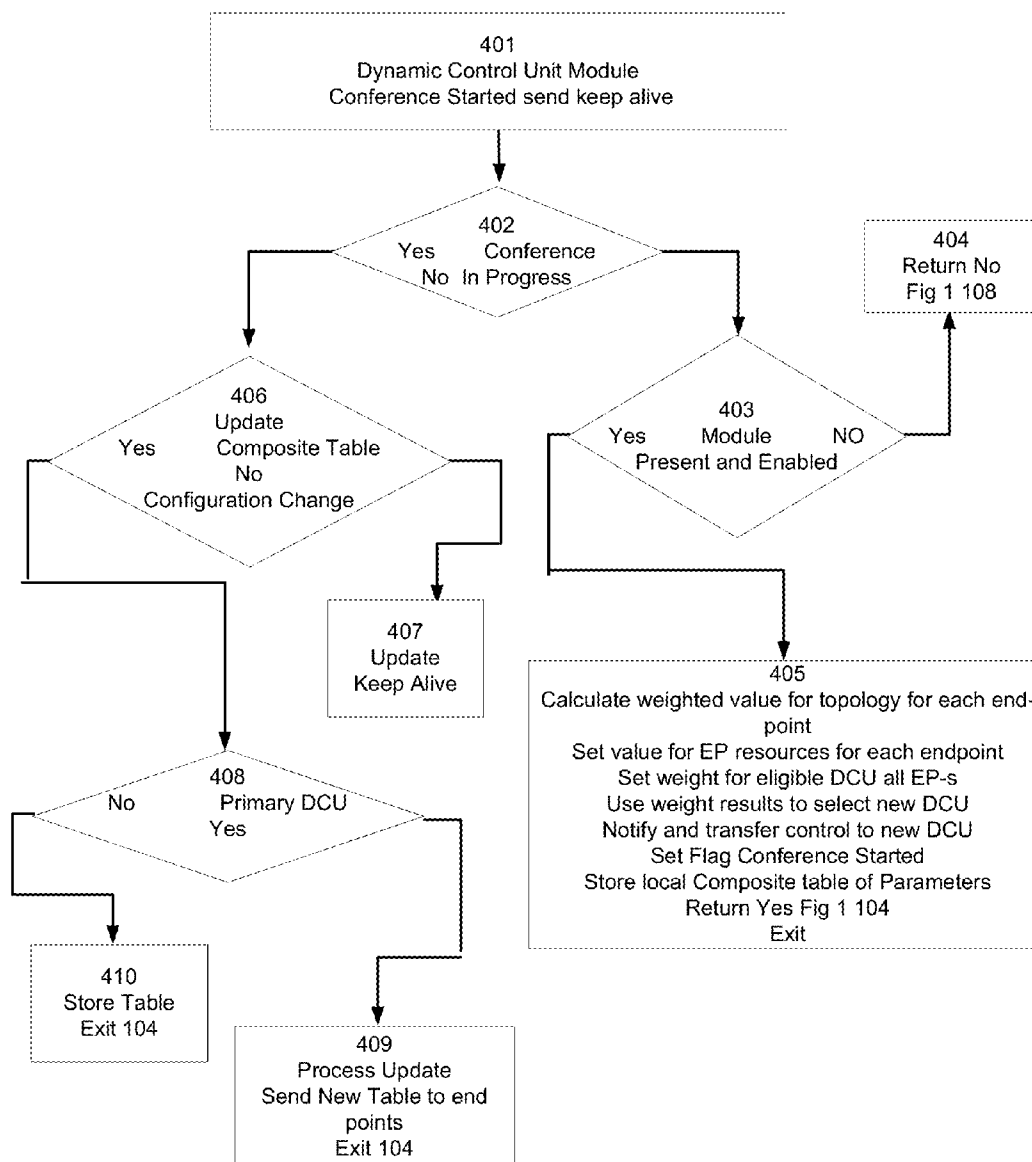 401
Dynamic Control Unit Module
Conference Started send keep alive
402
Yes Conference
No In Progress
404
Return No
Fig 1 108
406
Update
Yes Composite Table
No
Configuration Change
403
Yes Module NO
Present and Enabled
407
Update
Keep Alive
405
Calculate weighted value for topology for each end-
point
Set value for EP resources for each endpoint
Set weight for eligible DCU all EP-s
Use weight results to select new DCU
Notify and transfer control to new DCU
Set Flag Conference Started
Store local Composite table of Parameters
Return Yes Fig 1 104
Exit
408
No Primary DCU
Yes
410
Store Table
Exit 104
409
Process Update
Send New Table to end
points
Exit 104